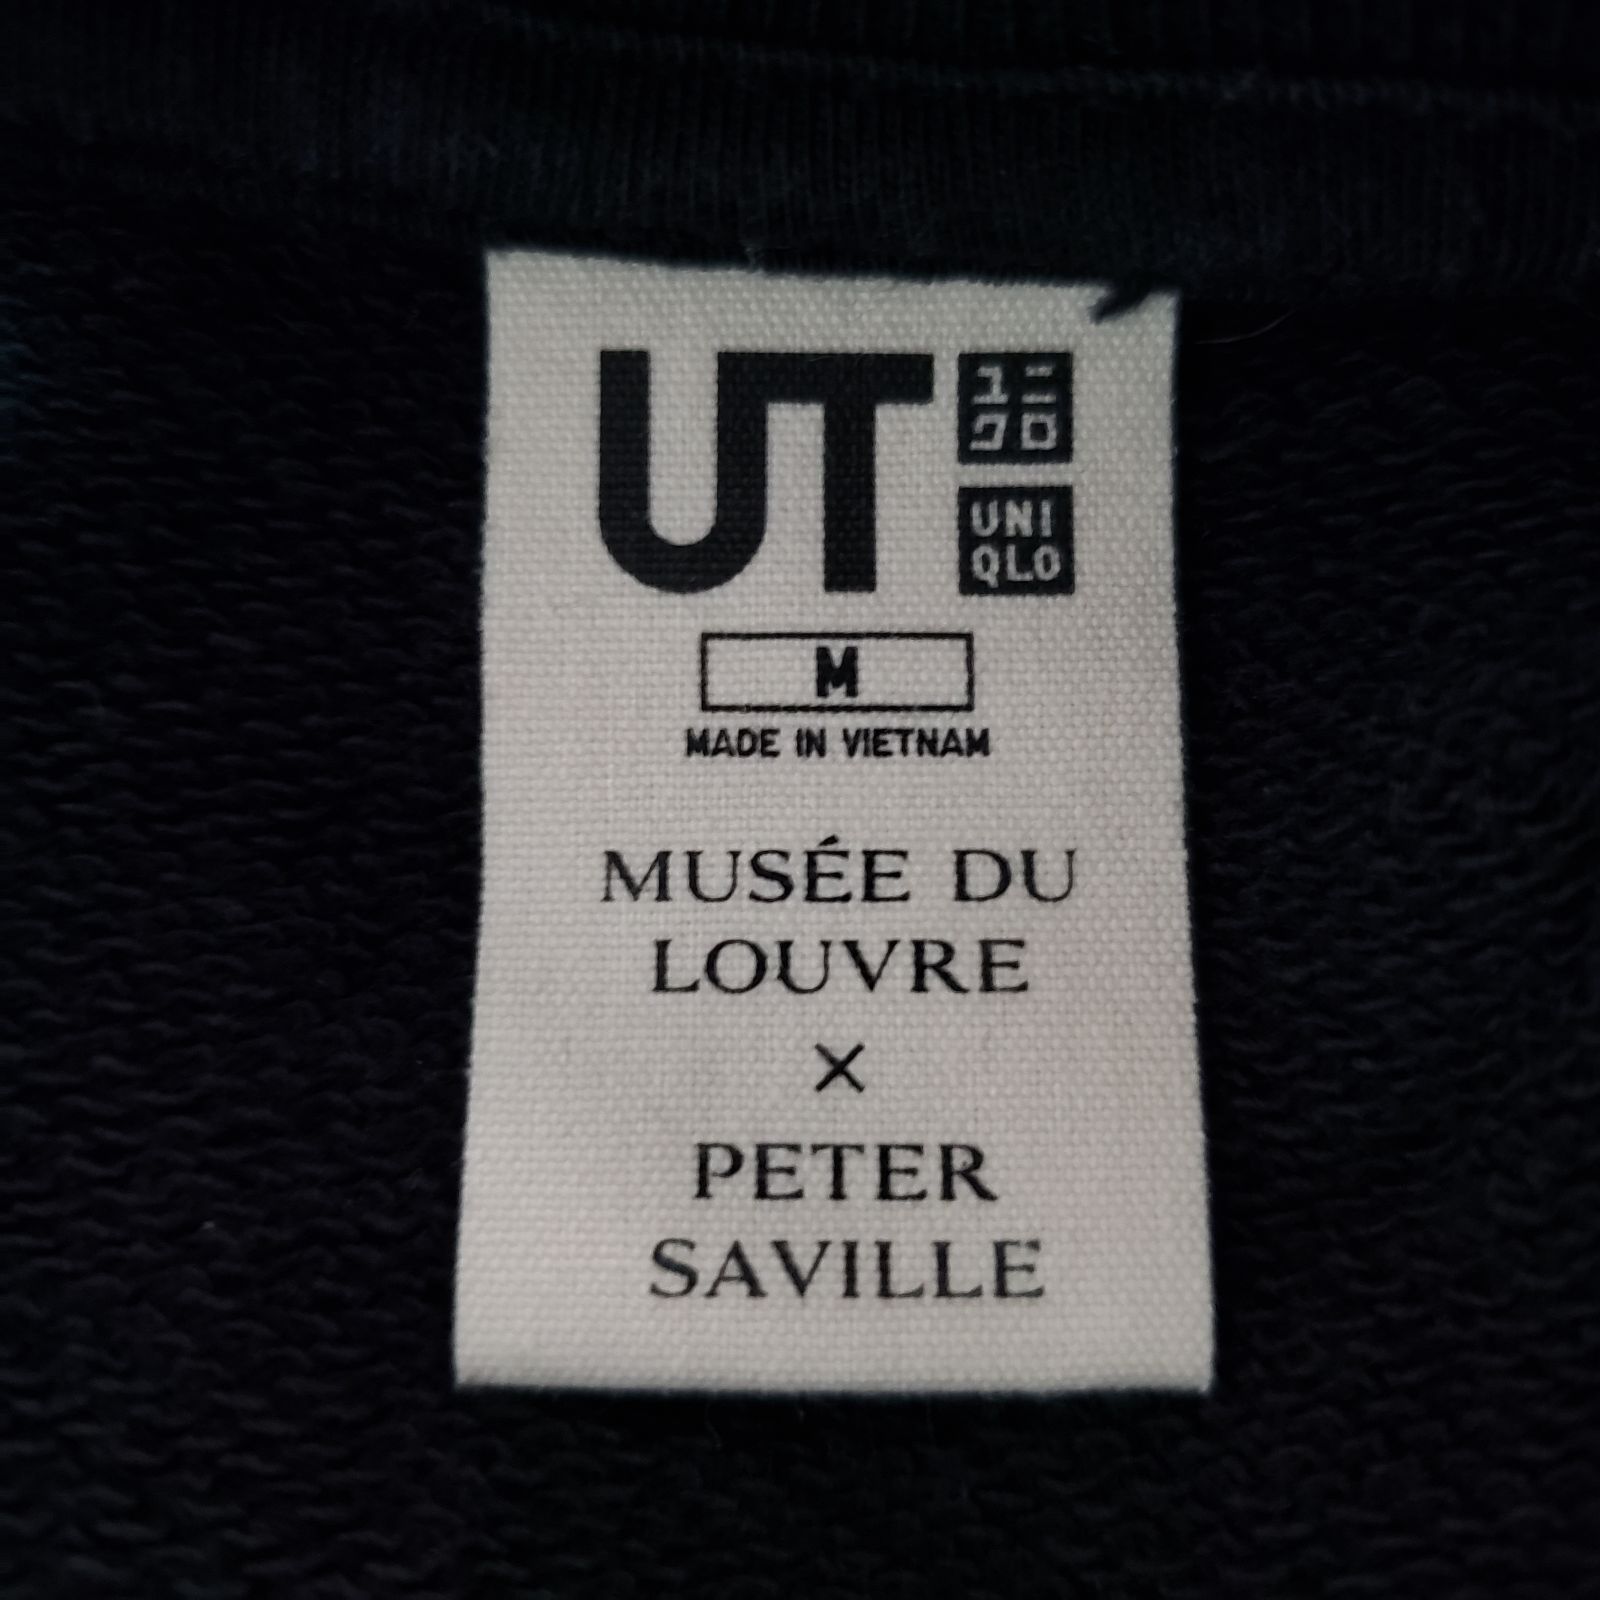 UT
ユニ
クロ
UNI
QLO
M
MADE IN VIETNAM
MUSÉE DU
LOUVRE
×
PETER
SAVILLE